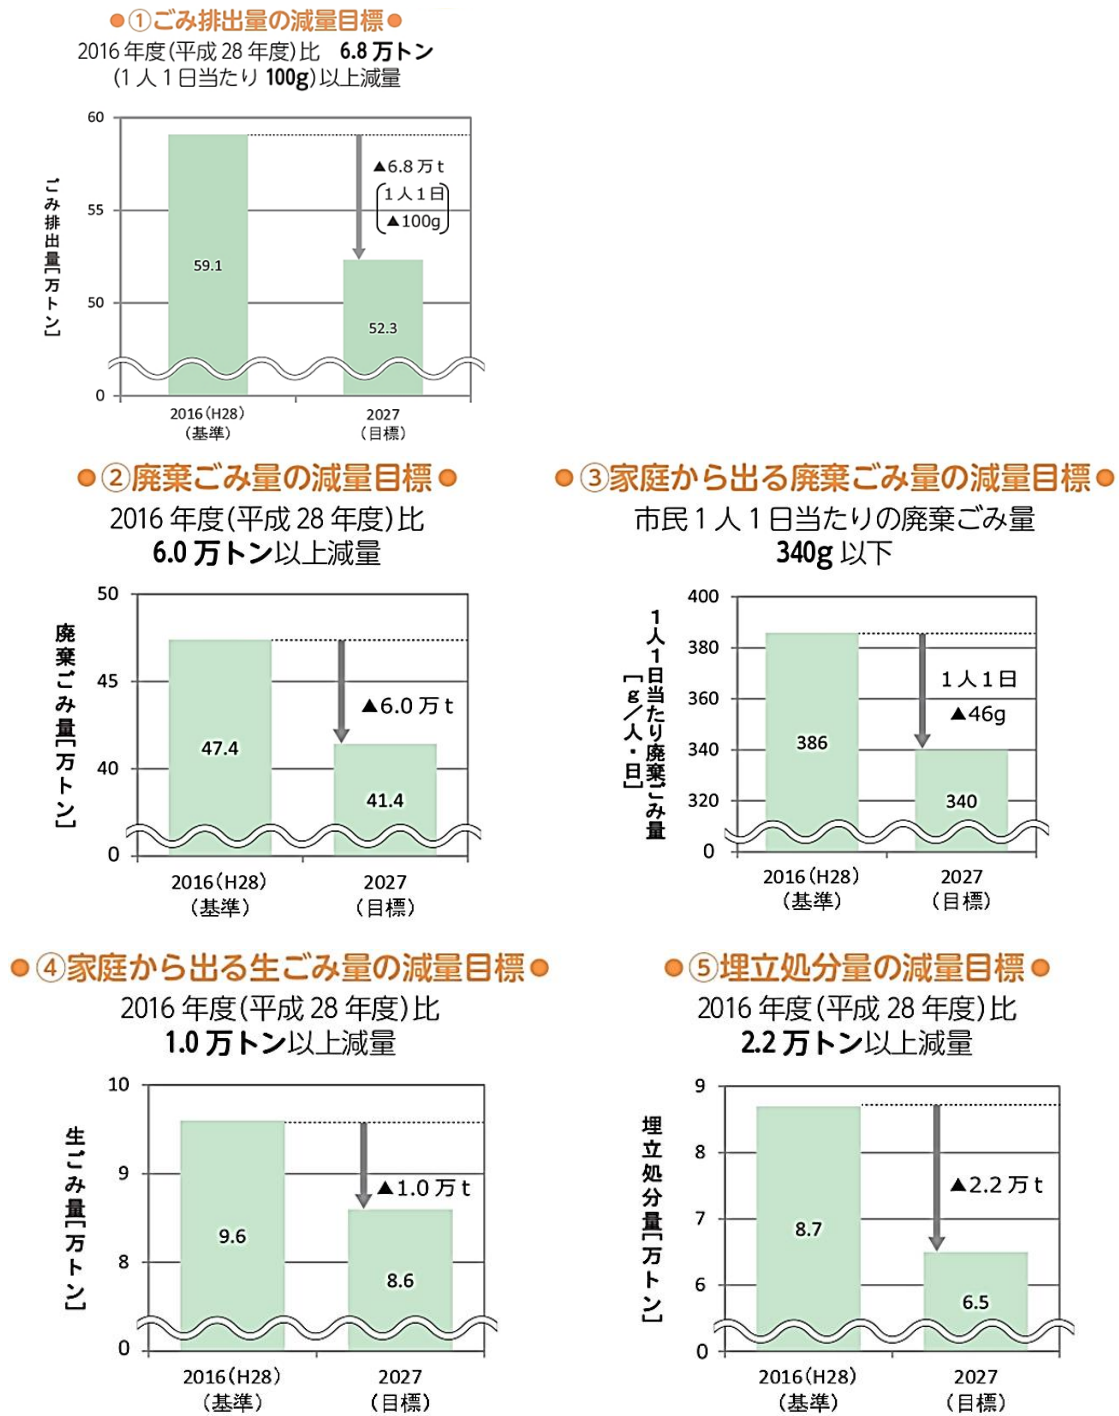 ●①ごみ排出量の減量目標●
2016年度(平成28年度)比 6.8万トン
(1人1日当たり100g)以上減量
ごみ排出量[万トン]
60
55
50
0
▲6.8万t
1人1日
▲100g
59.1
52.3
2016(H28)
(基準)
2027
(目標)
●②廃棄ごみ量の減量目標●
2016年度(平成28年度)比
6.0万トン以上減量
廃棄ごみ量[万トン]
50
45
40
0
▲6.0万t
47.4
41.4
2016(H28)
(基準)
2027
(目標)
●③家庭から出る廃棄ごみ量の減量目標●
市民1人1日当たりの廃棄ごみ量
340g以下
1人1日当たり廃棄ごみ量
[g/人・日]
400
380
360
340
320
0
1人1日
▲46g
386
340
2016(H28)
(基準)
2027
(目標)
●④家庭から出る生ごみ量の減量目標●
2016年度(平成28年度)比
1.0万トン以上減量
生ごみ量[万トン]
10
9
8
0
▲1.0万t
9.6
8.6
2016(H28)
(基準)
2027
(目標)
●⑤埋立処分量の減量目標●
2016年度(平成28年度)比
2.2万トン以上減量
埋立処分量[万トン]
9
8
7
6
0
▲2.2万t
8.7
6.5
2016(H28)
(基準)
2027
(目標)